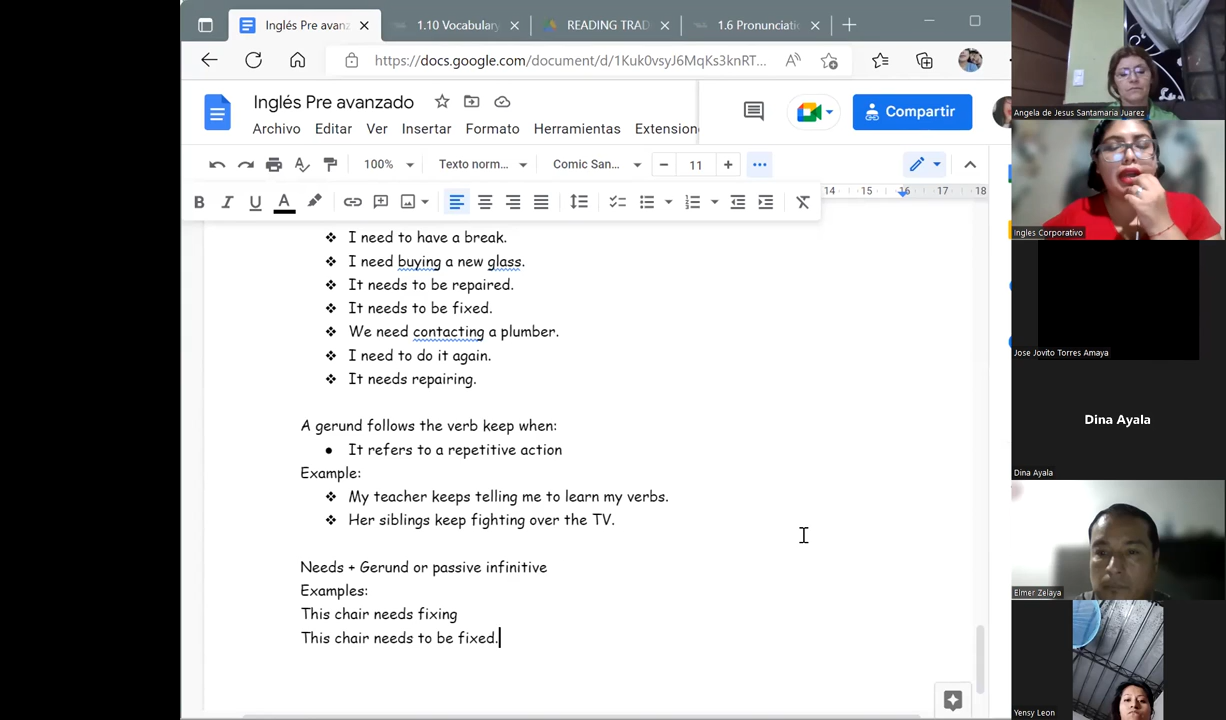 Inglés Pre avanz
1.10 Vocabulary
READING TRAD
1.6 Pronunciati
https://docs.google.com/document/d/1Kuk0vsyJ6MqKs3knRT...
Inglés Pre avanzado
Archivo Editar Ver Insertar Formato Herramientas Extension
Compartir
100% Texto norm... Comic San... 11
14 15 16 17 18
❖ I need to have a break.
❖ I need buying a new glass.
❖ It needs to be repaired.
❖ It needs to be fixed.
❖ We need contacting a plumber.
❖ I need to do it again.
❖ It needs repairing.
A gerund follows the verb keep when:
● It refers to a repetitive action
Example:
❖ My teacher keeps telling me to learn my verbs.
❖ Her siblings keep fighting over the TV.
Needs + Gerund or passive infinitive
Examples:
This chair needs fixing
This chair needs to be fixed.
Angela de Jesus Santamaria Juarez
Ingles Corporativo
Jose Jovito Torres Amaya
Dina Ayala
Dina Ayala
Elmer Zelaya
Yensy Leon